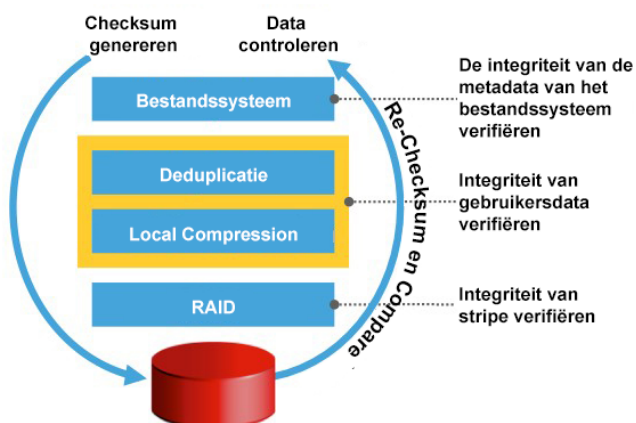 Checksum
genereren
Data
controleren
De integriteit van de
metadata van het
bestandssysteem
verifiëren
Bestandssysteem
Deduplicatie
Local Compression
Integriteit van
gebruikersdata
verifiëren
RAID
Integriteit van
stripe verifiëren
Re-Checksum en Compare